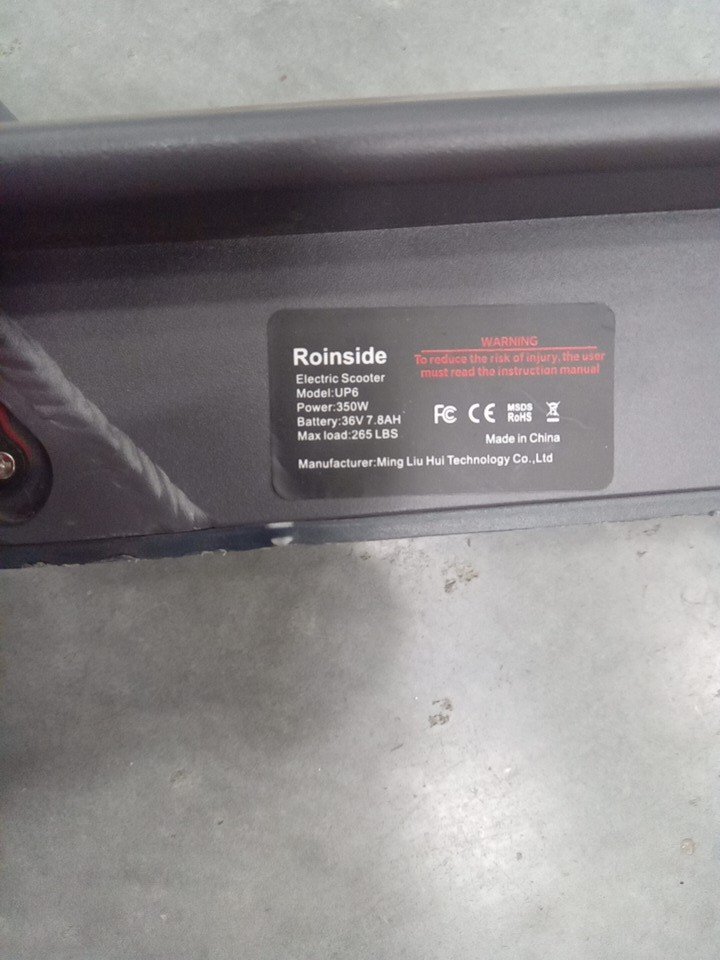 Roinside
Electric Scooter
Model:UP6
Power:350W
Battery:36V 7.8AH
Max load:265 LBS
WARNING
To reduce the risk of injury, the user
must read the instruction manual
FC CE MSDS
RoHS
Made in China
Manufacturer:Ming Liu Hui Technology Co.,Ltd